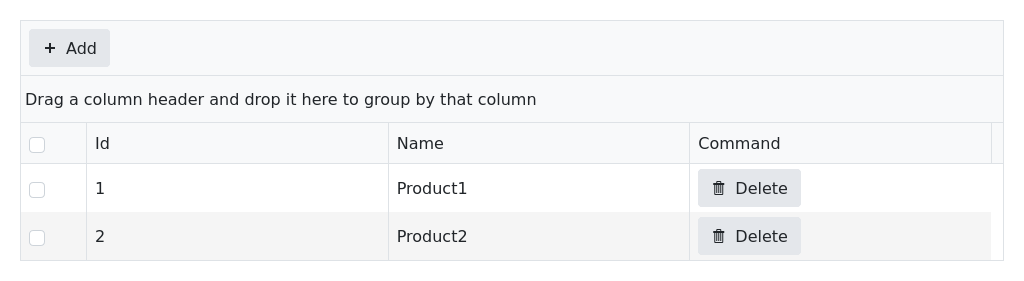 Add
Drag a column header and drop it here to group by that column
Id Name Command
1 Product1 Delete
2 Product2 Delete